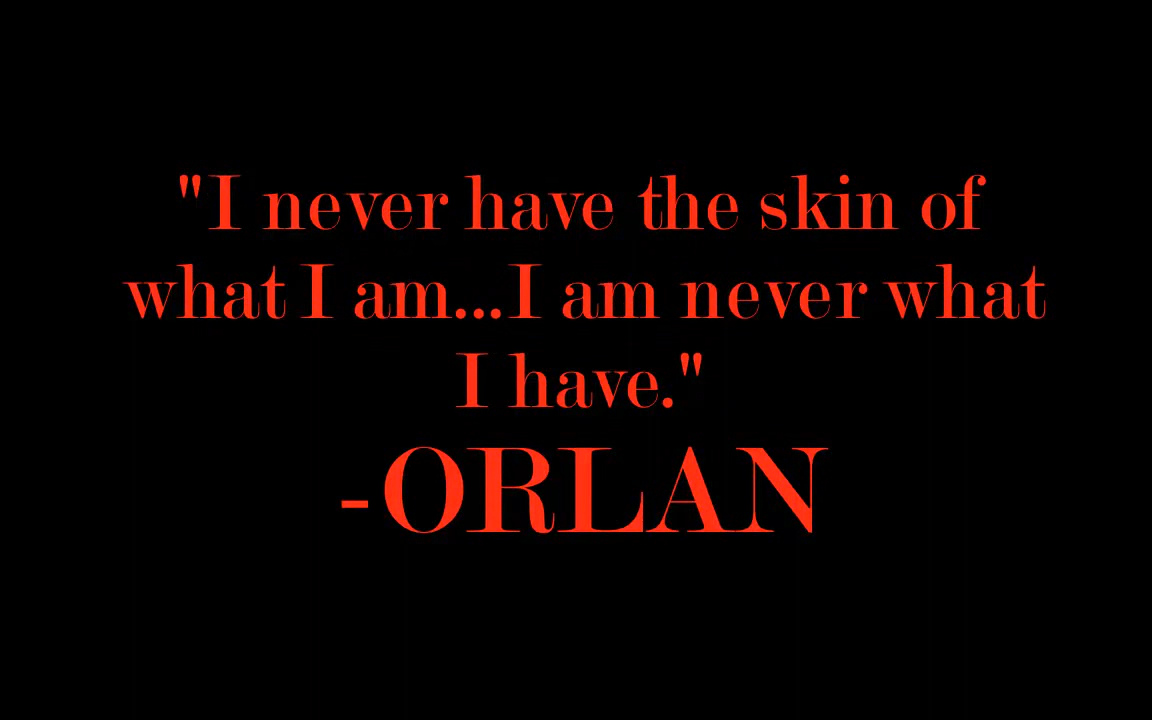 "I never have the skin of
what I am...I am never what
I have."
-ORLAN